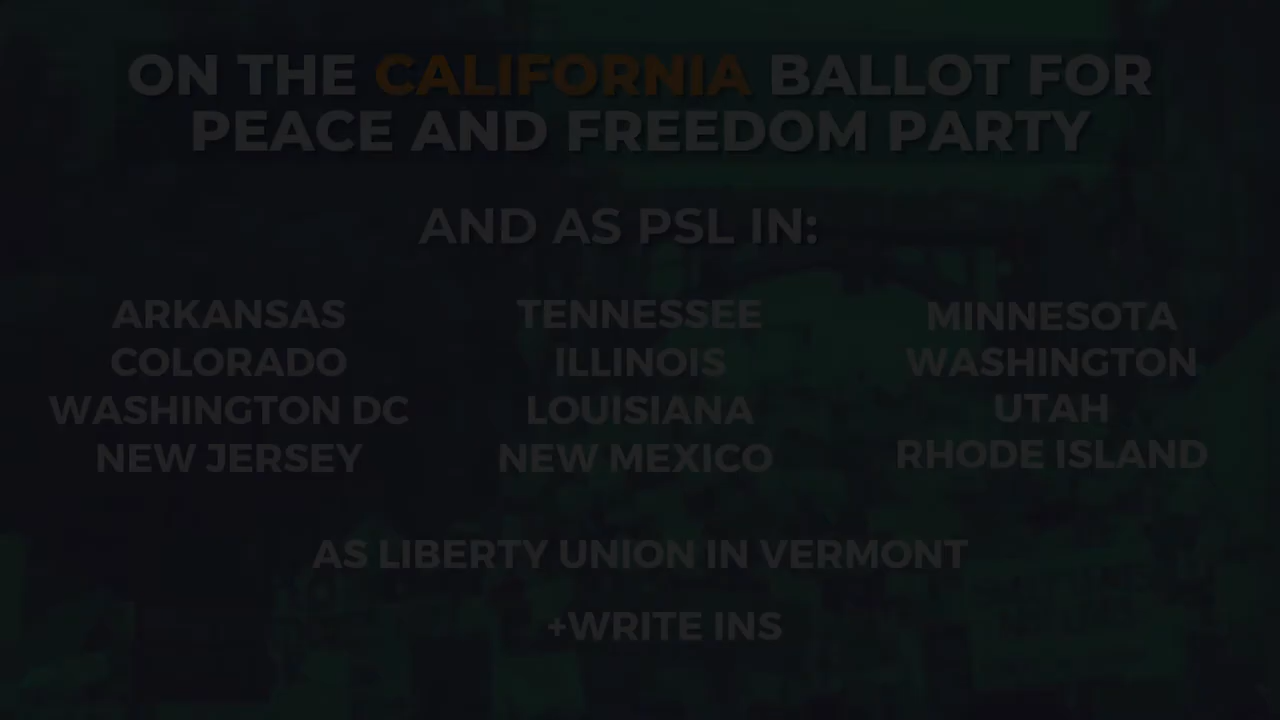 ON THE CALIFORNIA BALLOT FOR
PEACE AND FREEDOM PARTY
AND AS PSL IN:
ARKANSAS
COLORADO
WASHINGTON DC
NEW JERSEY
TENNESSEE
ILLINOIS
LOUISIANA
NEW MEXICO
MINNESOTA
WASHINGTON
UTAH
RHODE ISLAND
AS LIBERTY UNION IN VERMONT
+WRITE INS